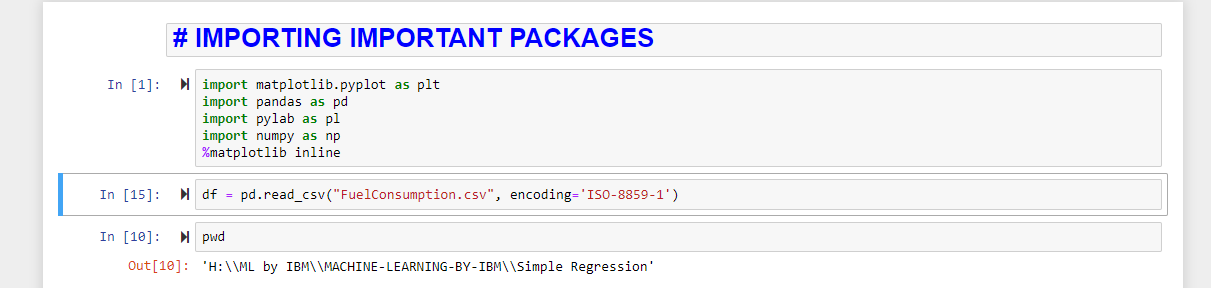 # IMPORTING IMPORTANT PACKAGES
In [1]:
import matplotlib.pyplot as plt
import pandas as pd
import pylab as pl
import numpy as np
%matplotlib inline
In [15]: df = pd.read_csv("FuelConsumption.csv", encoding='ISO-8859-1')
In [10]: pwd
Out[10]: 'H:\\ML by IBM\\MACHINE-LEARNING-BY-IBM\\Simple Regression'